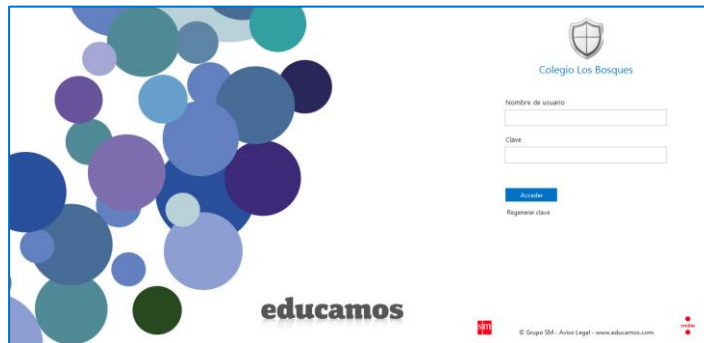 Colegio Los Bosques
Nombre de usuario
Clave
Acceder
Regenerar clave
educamos
sm
© Grupo SM - Aviso Legal - www.educamos.com